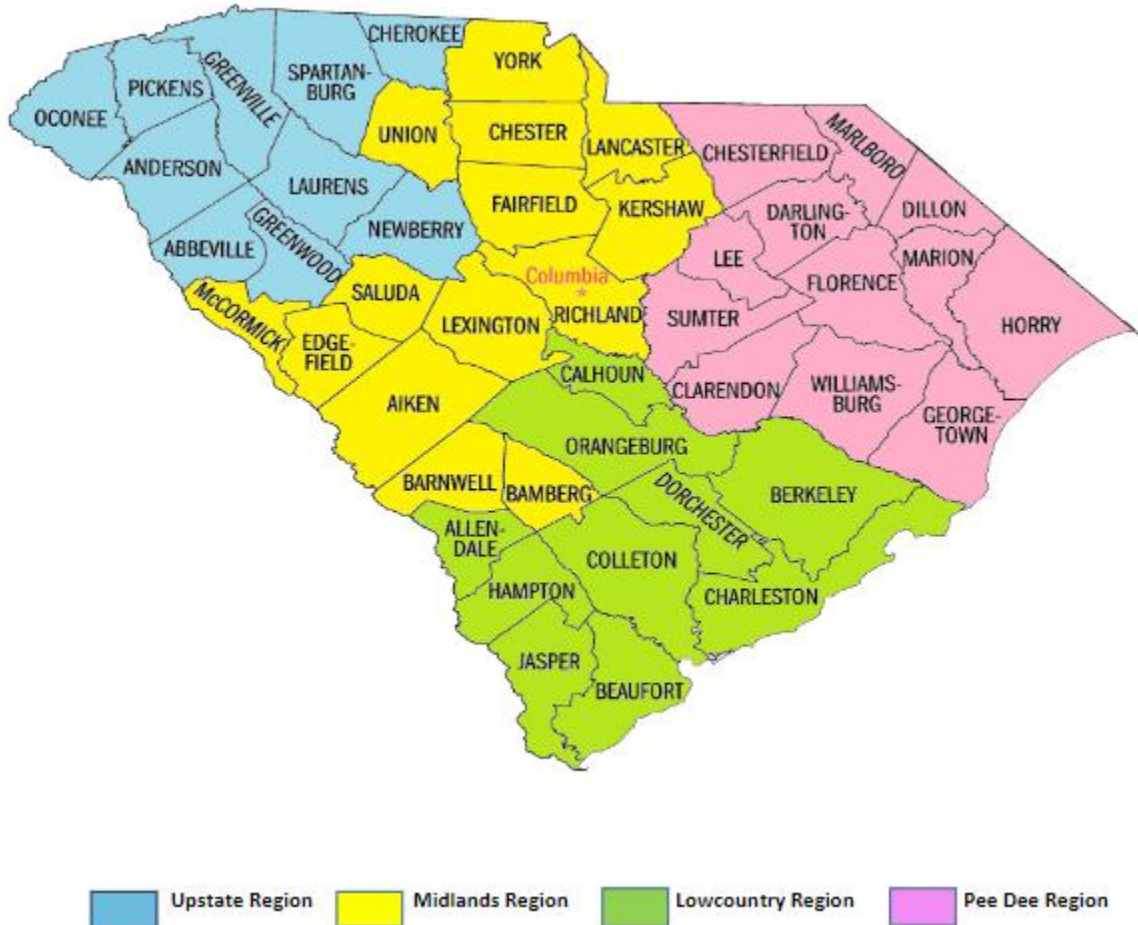 CHEROKEE
YORK
GREENVILLE
SPARTAN-
BURG
PICKENS
OCONEE
UNION
CHESTER
LANCASTER
MARLBORO
CHESTERFIELD
ANDERSON
LAURENS
FAIRFIELD
KERSHAW
DARLING-
TON
DILLON
NEWBERRY
GREENWOOD
ABBEVILLE
LEE
MARION
Columbia
FLORENCE
SALUDA
McCORMICK
LEXINGTON
RICHLAND
SUMTER
HORRY
EDGE-
FIELD
CALHOUN
CLARENDON
WILLIAMS-
BURG
AIKEN
GEORGE-
TOWN
ORANGEBURG
BARNWELL
BAMBERG
DORCHESTER
BERKELEY
ALLEN-
DALE
COLLETON
HAMPTON
CHARLESTON
JASPER
BEAUFORT
Upstate Region
Midlands Region
Lowcountry Region
Pee Dee Region